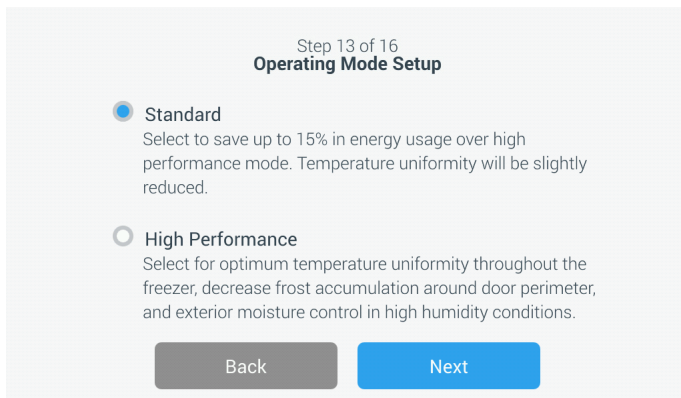 Step 13 of 16
Operating Mode Setup
Standard
Select to save up to 15% in energy usage over high
performance mode. Temperature uniformity will be slightly
reduced.
High Performance
Select for optimum temperature uniformity throughout the
freezer, decrease frost accumulation around door perimeter,
and exterior moisture control in high humidity conditions.
Back
Next